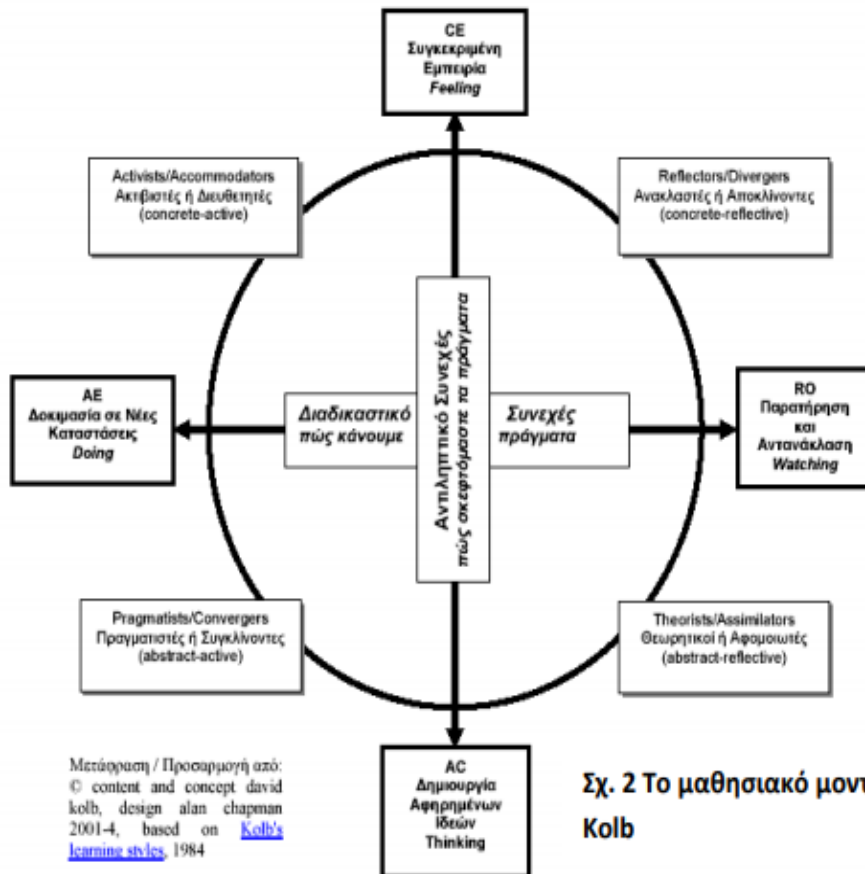 CE
Συγκεκριμένη
Εμπειρία
Feeling
Activists/Accommodators
Ακτιβιστές ή Διευθετητές
(concrete-active)
Reflectors/Divergers
Ανακλαστές ή Αποκλίνοντες
(concrete-reflective)
AE
Δοκιμασία σε Νέες
Καταστάσεις
Doing
Διαδικαστικό
πώς κάνουμε
Αντιληπτικό Συνεχές
πώς σκεφτόμαστε τα πράγματα
Συνεχές
πράγματα
RO
Παρατήρηση
και
Αντανάκλαση
Watching
Pragmatists/Convergers
Πραγματιστές ή Συγκλίνοντες
(abstract-active)
Theorists/Assimilators
Θεωρητικοί ή Αφομοιωτές
(abstract-reflective)
AC
Δημιουργία
Αφηρημένων
Ιδεών
Thinking
Μετάφραση / Προσαρμογή από:
© content and concept david
kolb, design alan chapman
2001-4, based on Kolb's
learning styles, 1984
Σχ. 2 Το μαθησιακό
Kolb